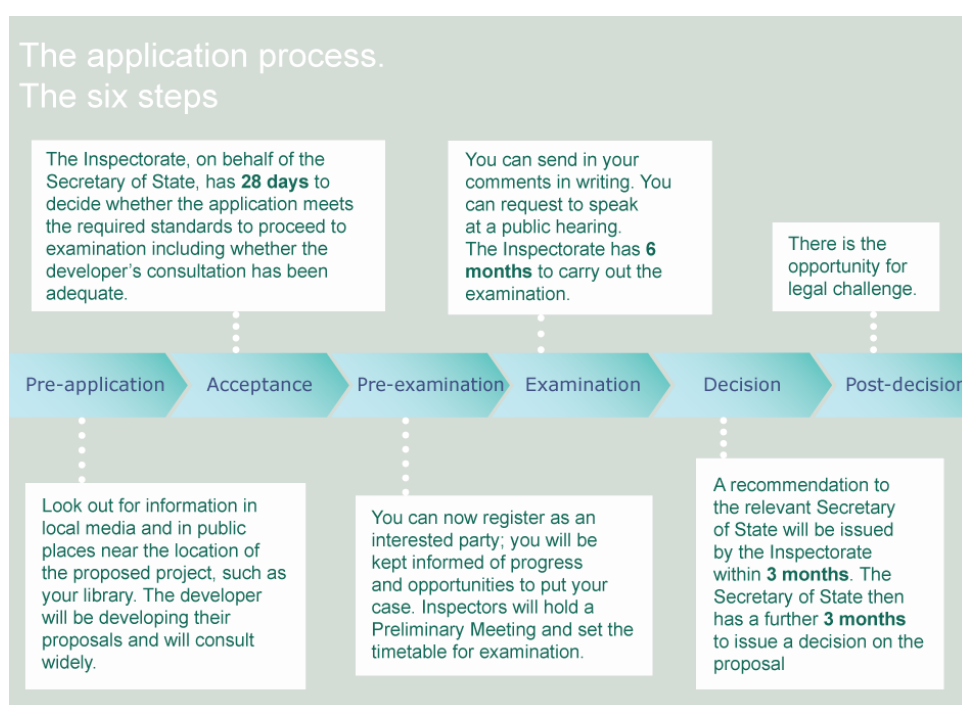 The application process.
The six steps
The Inspectorate, on behalf of the
Secretary of State, has 28 days to
decide whether the application meets
the required standards to proceed to
examination including whether the
developer's consultation has been
adequate.
You can send in your
comments in writing. You
can request to speak
at a public hearing.
The Inspectorate has 6
months to carry out the
examination.
There is the
opportunity for
legal challenge.
Pre-application
Acceptance
Pre-examination
Examination
Decision
Post-decision
Look out for information in
local media and in public
places near the location of
the proposed project, such as
your library. The developer
will be developing their
proposals and will consult
widely.
You can now register as an
interested party; you will be
kept informed of progress
and opportunities to put your
case. Inspectors will hold a
Preliminary Meeting and set the
timetable for examination.
A recommendation to
the relevant Secretary
of State will be issued
by the Inspectorate
within 3 months. The
Secretary of State then
has a further 3 months
to issue a decision on the
proposal